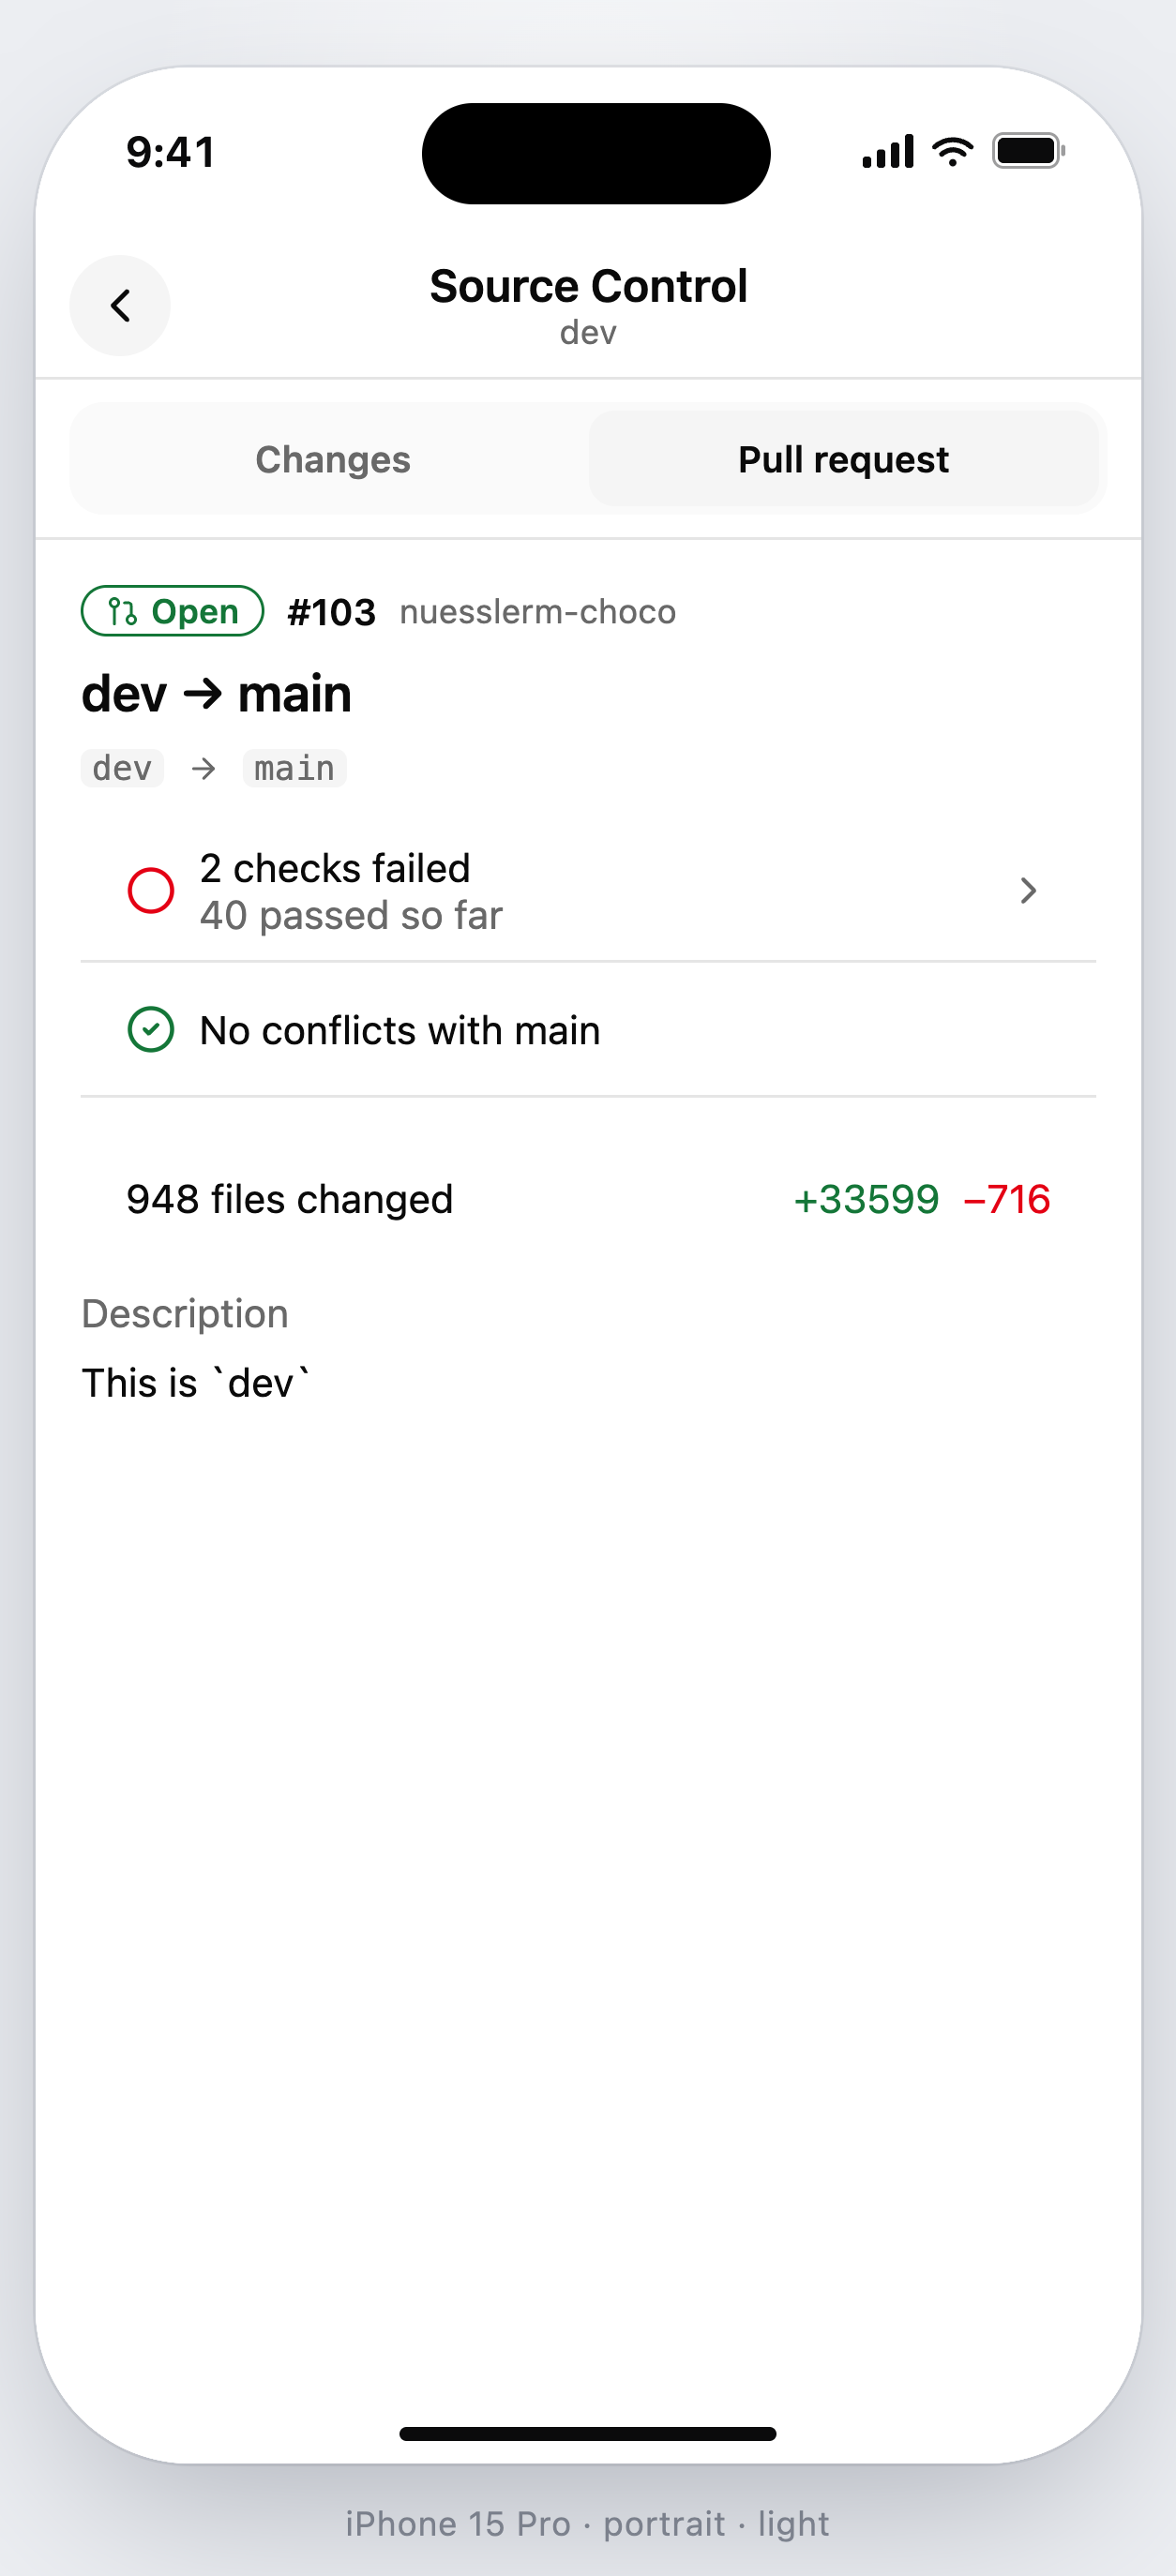 9:41
Source Control
dev
Changes
Pull request
Open #103 nuesslerm-choco
dev → main
dev → main
2 checks failed
40 passed so far
No conflicts with main
948 files changed +33599 −716
Description
This is `dev`
iPhone 15 Pro · portrait · light